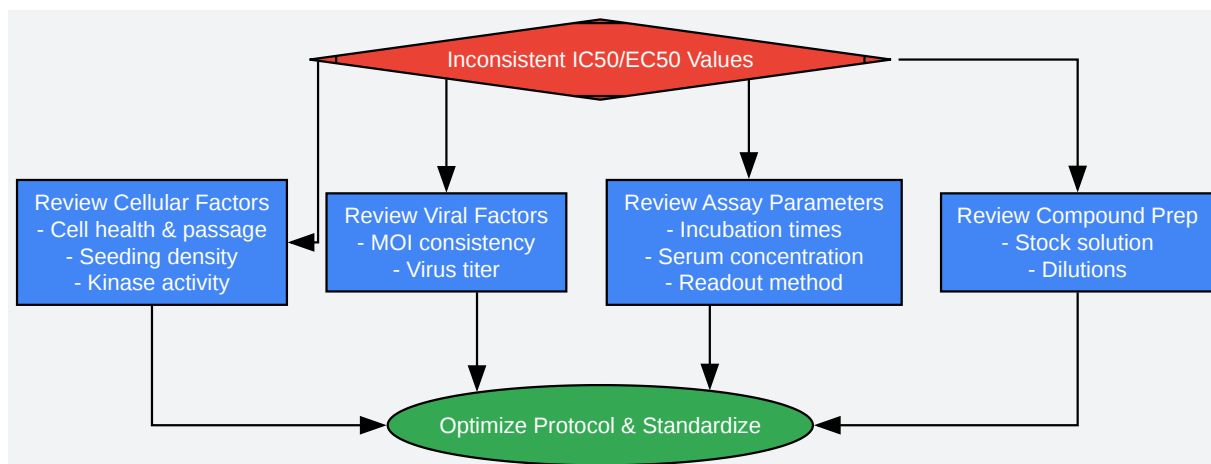 Inconsistent IC50/EC50 Values
Review Cellular Factors
- Cell health & passage
- Seeding density
- Kinase activity
Review Viral Factors
- MOI consistency
- Virus titer
Review Assay Parameters
- Incubation times
- Serum concentration
- Readout method
Review Compound Prep
- Stock solution
- Dilutions
Optimize Protocol & Standardize